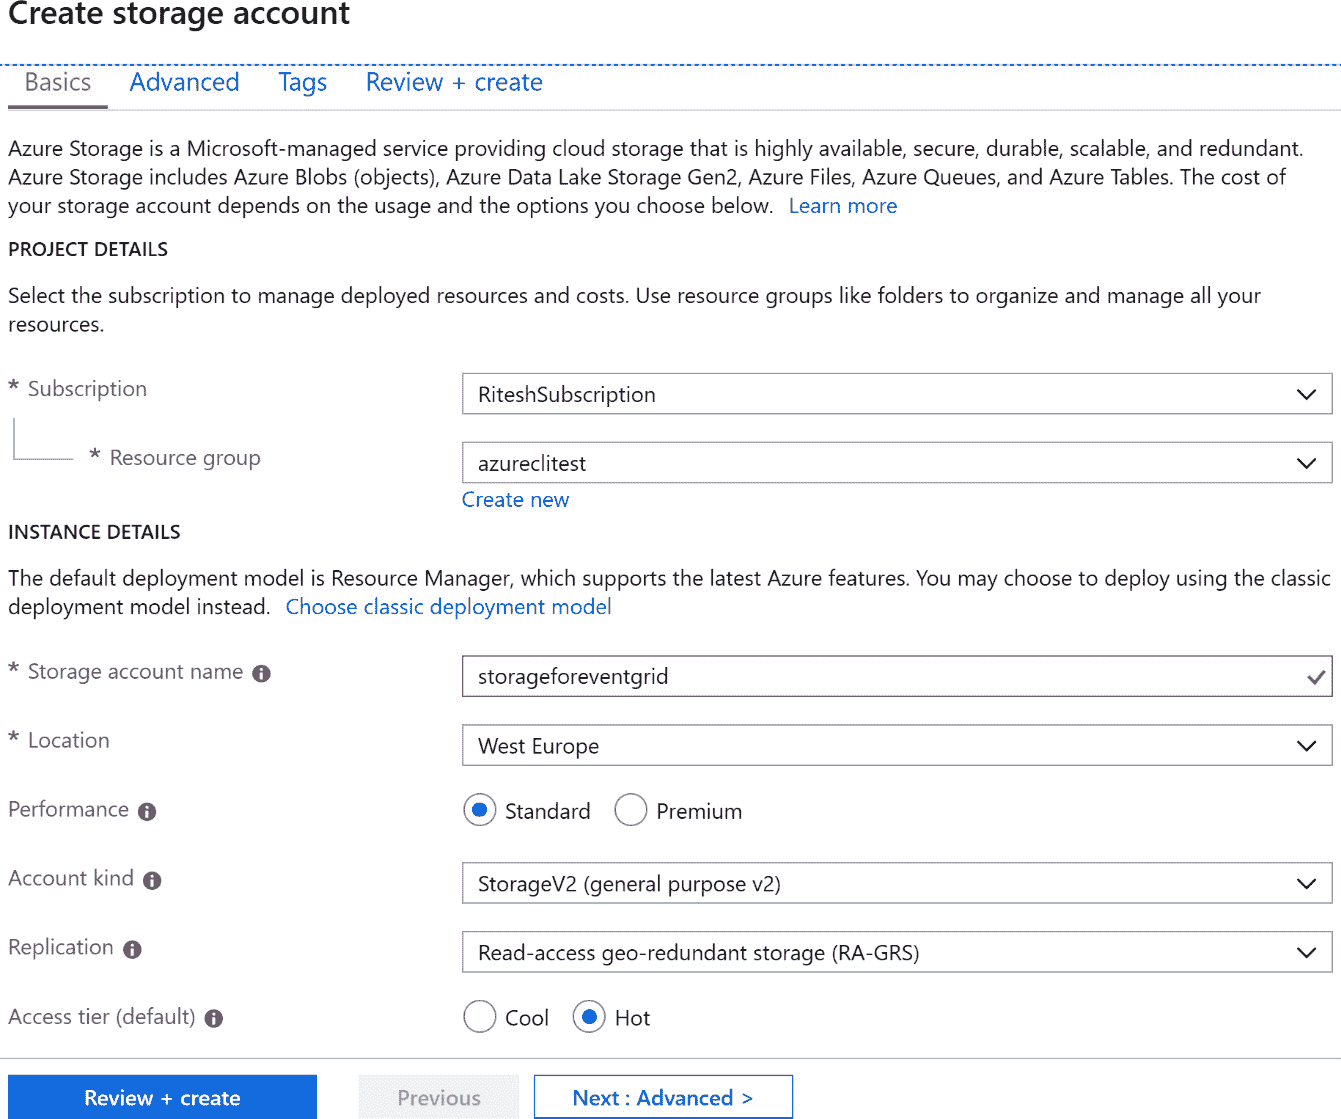 Create storage account
Basics Advanced Tags Review + create
Azure Storage is a Microsoft-managed service providing cloud storage that is highly available, secure, durable, scalable, and redundant.
Azure Storage includes Azure Blobs (objects), Azure Data Lake Storage Gen2, Azure Files, Azure Queues, and Azure Tables. The cost of
your storage account depends on the usage and the options you choose below. Learn more
PROJECT DETAILS
Select the subscription to manage deployed resources and costs. Use resource groups like folders to organize and manage all your
resources.
* Subscription RiteshSubscription
* Resource group azureclitest
Create new
INSTANCE DETAILS
The default deployment model is Resource Manager, which supports the latest Azure features. You may choose to deploy using the classic
deployment model instead. Choose classic deployment model
* Storage account name storageforeventgrid
* Location West Europe
Performance Standard Premium
Account kind StorageV2 (general purpose v2)
Replication Read-access geo-redundant storage (RA-GRS)
Access tier (default) Cool Hot
Review + create Previous Next : Advanced >